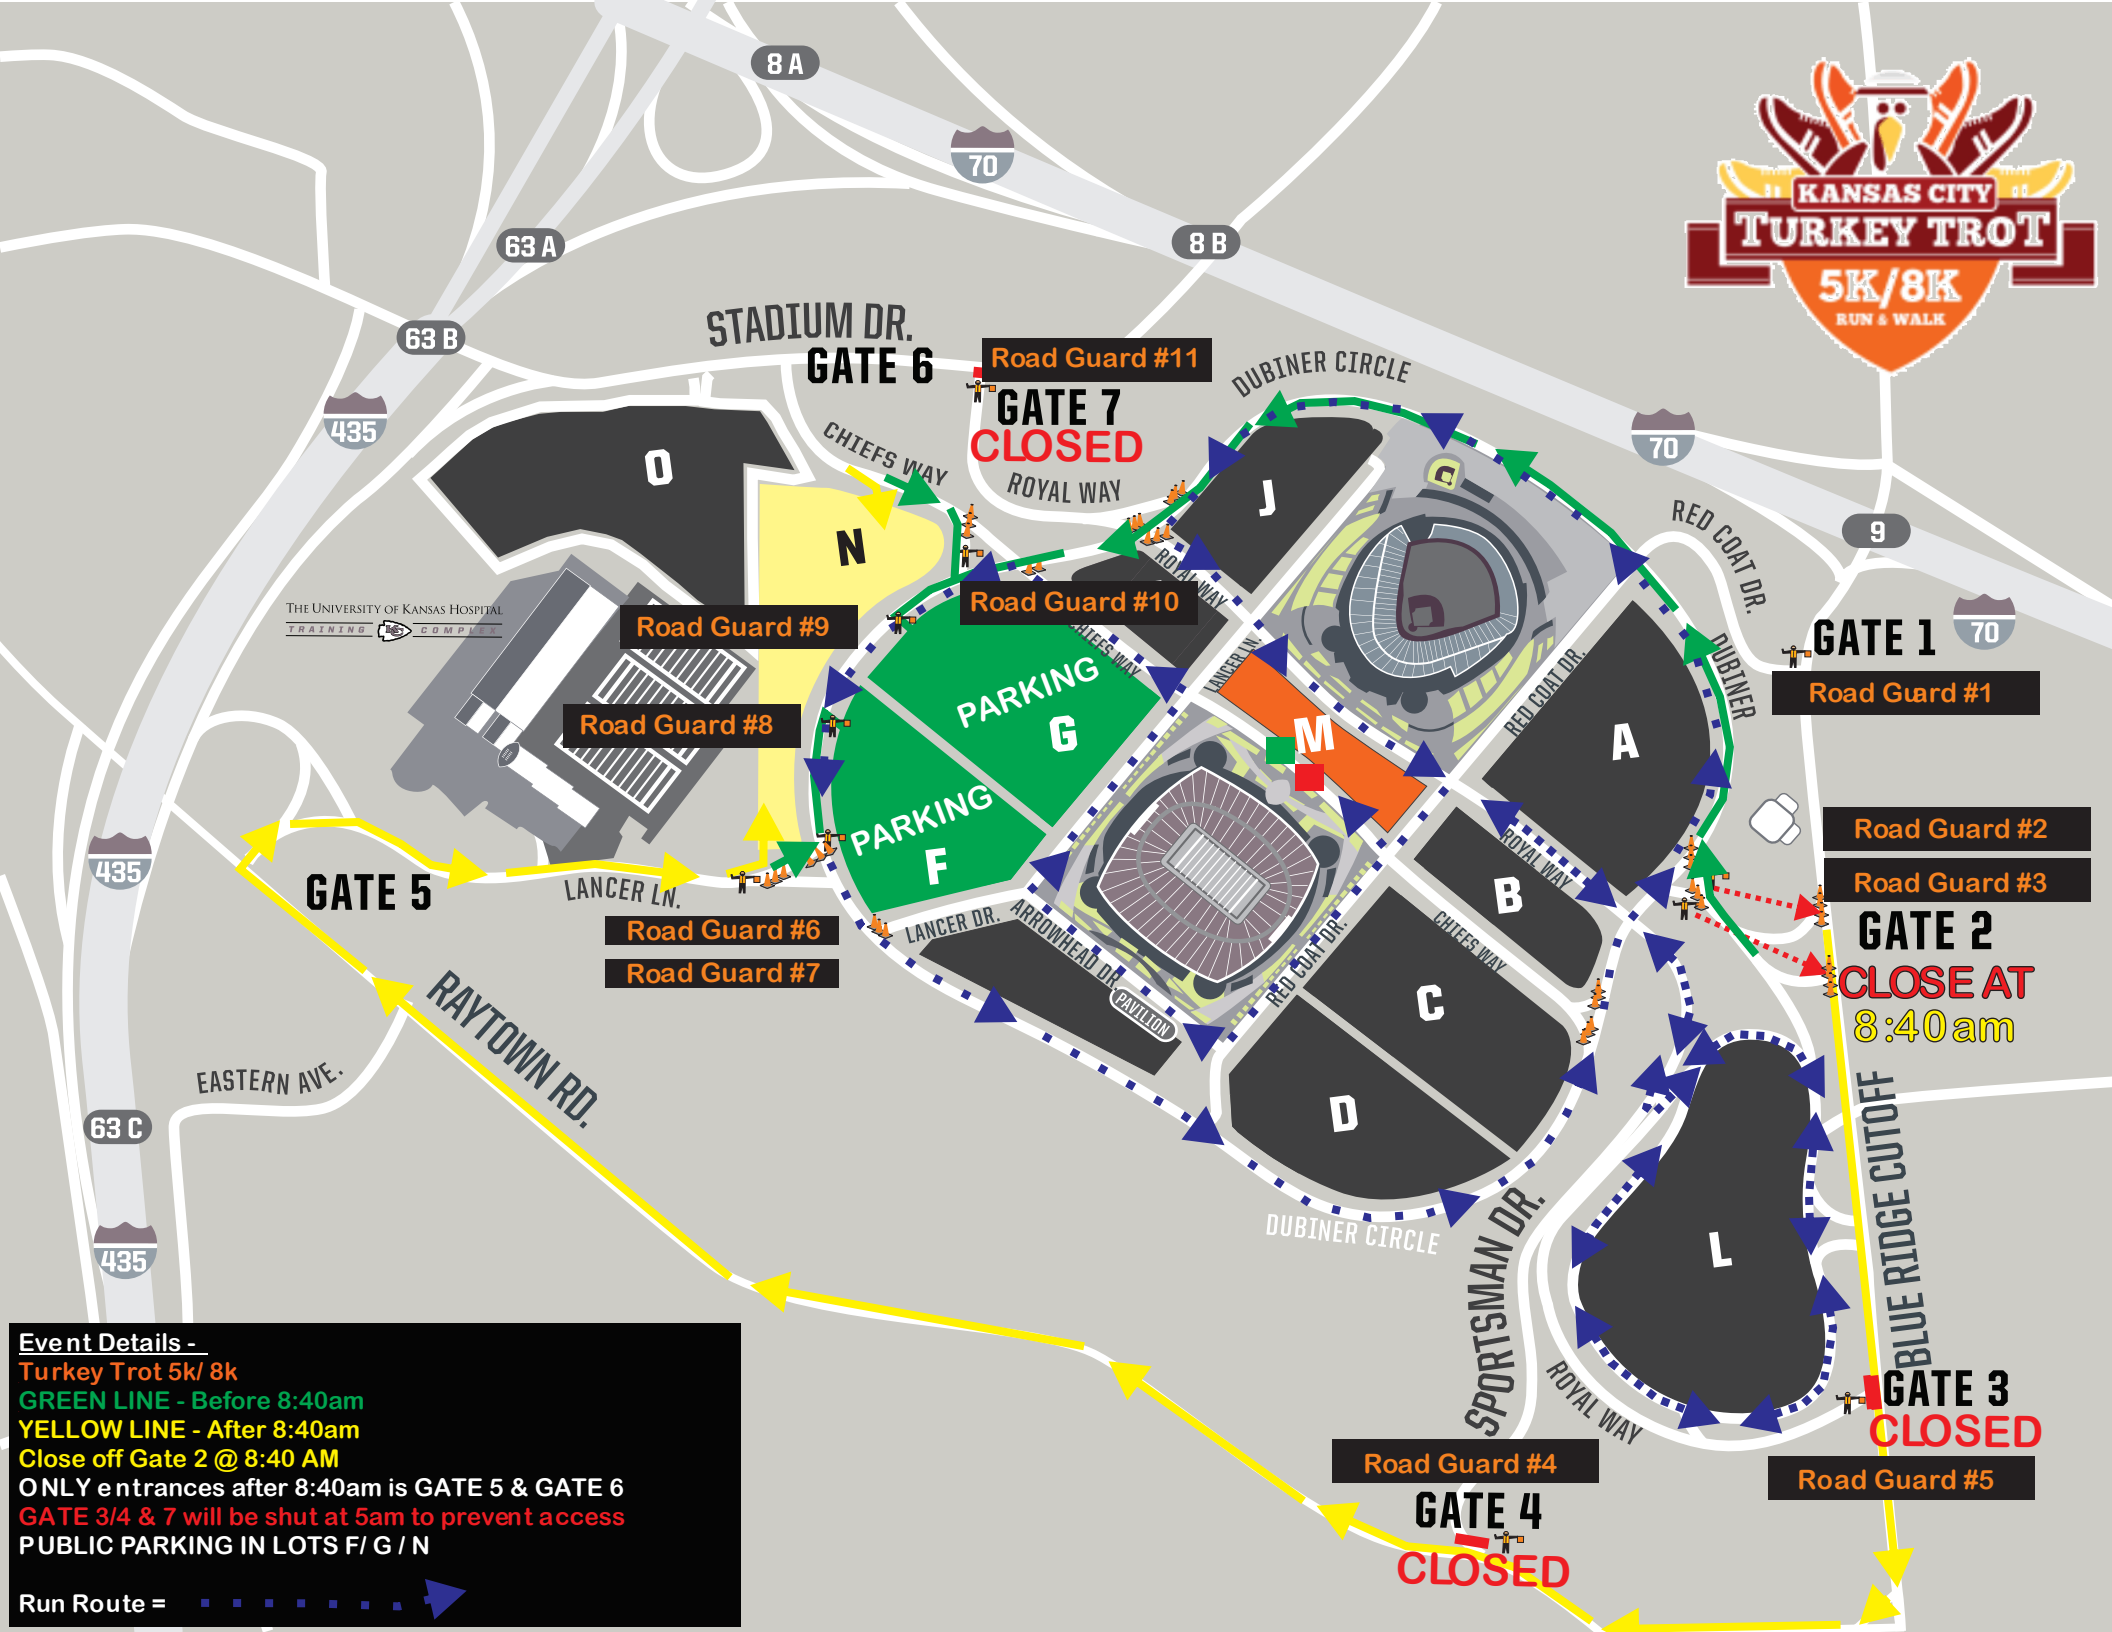 8 A
70
KANSAS CITY
TURKEY TROT
5K/8K
RUN & WALK
63 A
8 B
63 B
STADIUM DR.
GATE 6
Road Guard #11
DUBINER CIRCLE
GATE 7
CLOSED
435
70
CHIEFS WAY
O
ROYAL WAY
J
RED COAT DR.
9
N
ROYAL WAY
THE UNIVERSITY OF KANSAS HOSPITAL
TRAINING COMPLEX
Road Guard #10
Road Guard #9
GATE 1
70
CHIEFS WAY
LANCER LN.
RED COAT DR.
DUBINER
Road Guard #1
PARKING
G
Road Guard #8
M
A
PARKING
F
435
Road Guard #2
ROYAL WAY
Road Guard #3
GATE 5
LANCER LN.
B
GATE 2
LANCER DR.
ARROWHEAD DR.
CHIEFS WAY
RED COAT DR.
Road Guard #6
Road Guard #7
CLOSE AT
8:40am
PAVILION
C
RAYTOWN RD.
EASTERN AVE.
63 C
D
BLUE RIDGE CUTOFF
DUBINER CIRCLE
SPORTSMAN DR.
L
435
ROYAL WAY
GATE 3
CLOSED
Road Guard #4
Road Guard #5
GATE 4
CLOSED
Event Details -
Turkey Trot 5k/ 8k
GREEN LINE - Before 8:40am
YELLOW LINE - After 8:40am
Close off Gate 2 @ 8:40 AM
ONLY entrances after 8:40am is GATE 5 & GATE 6
GATE 3/4 & 7 will be shut at 5am to prevent access
PUBLIC PARKING IN LOTS F/ G / N
Run Route =